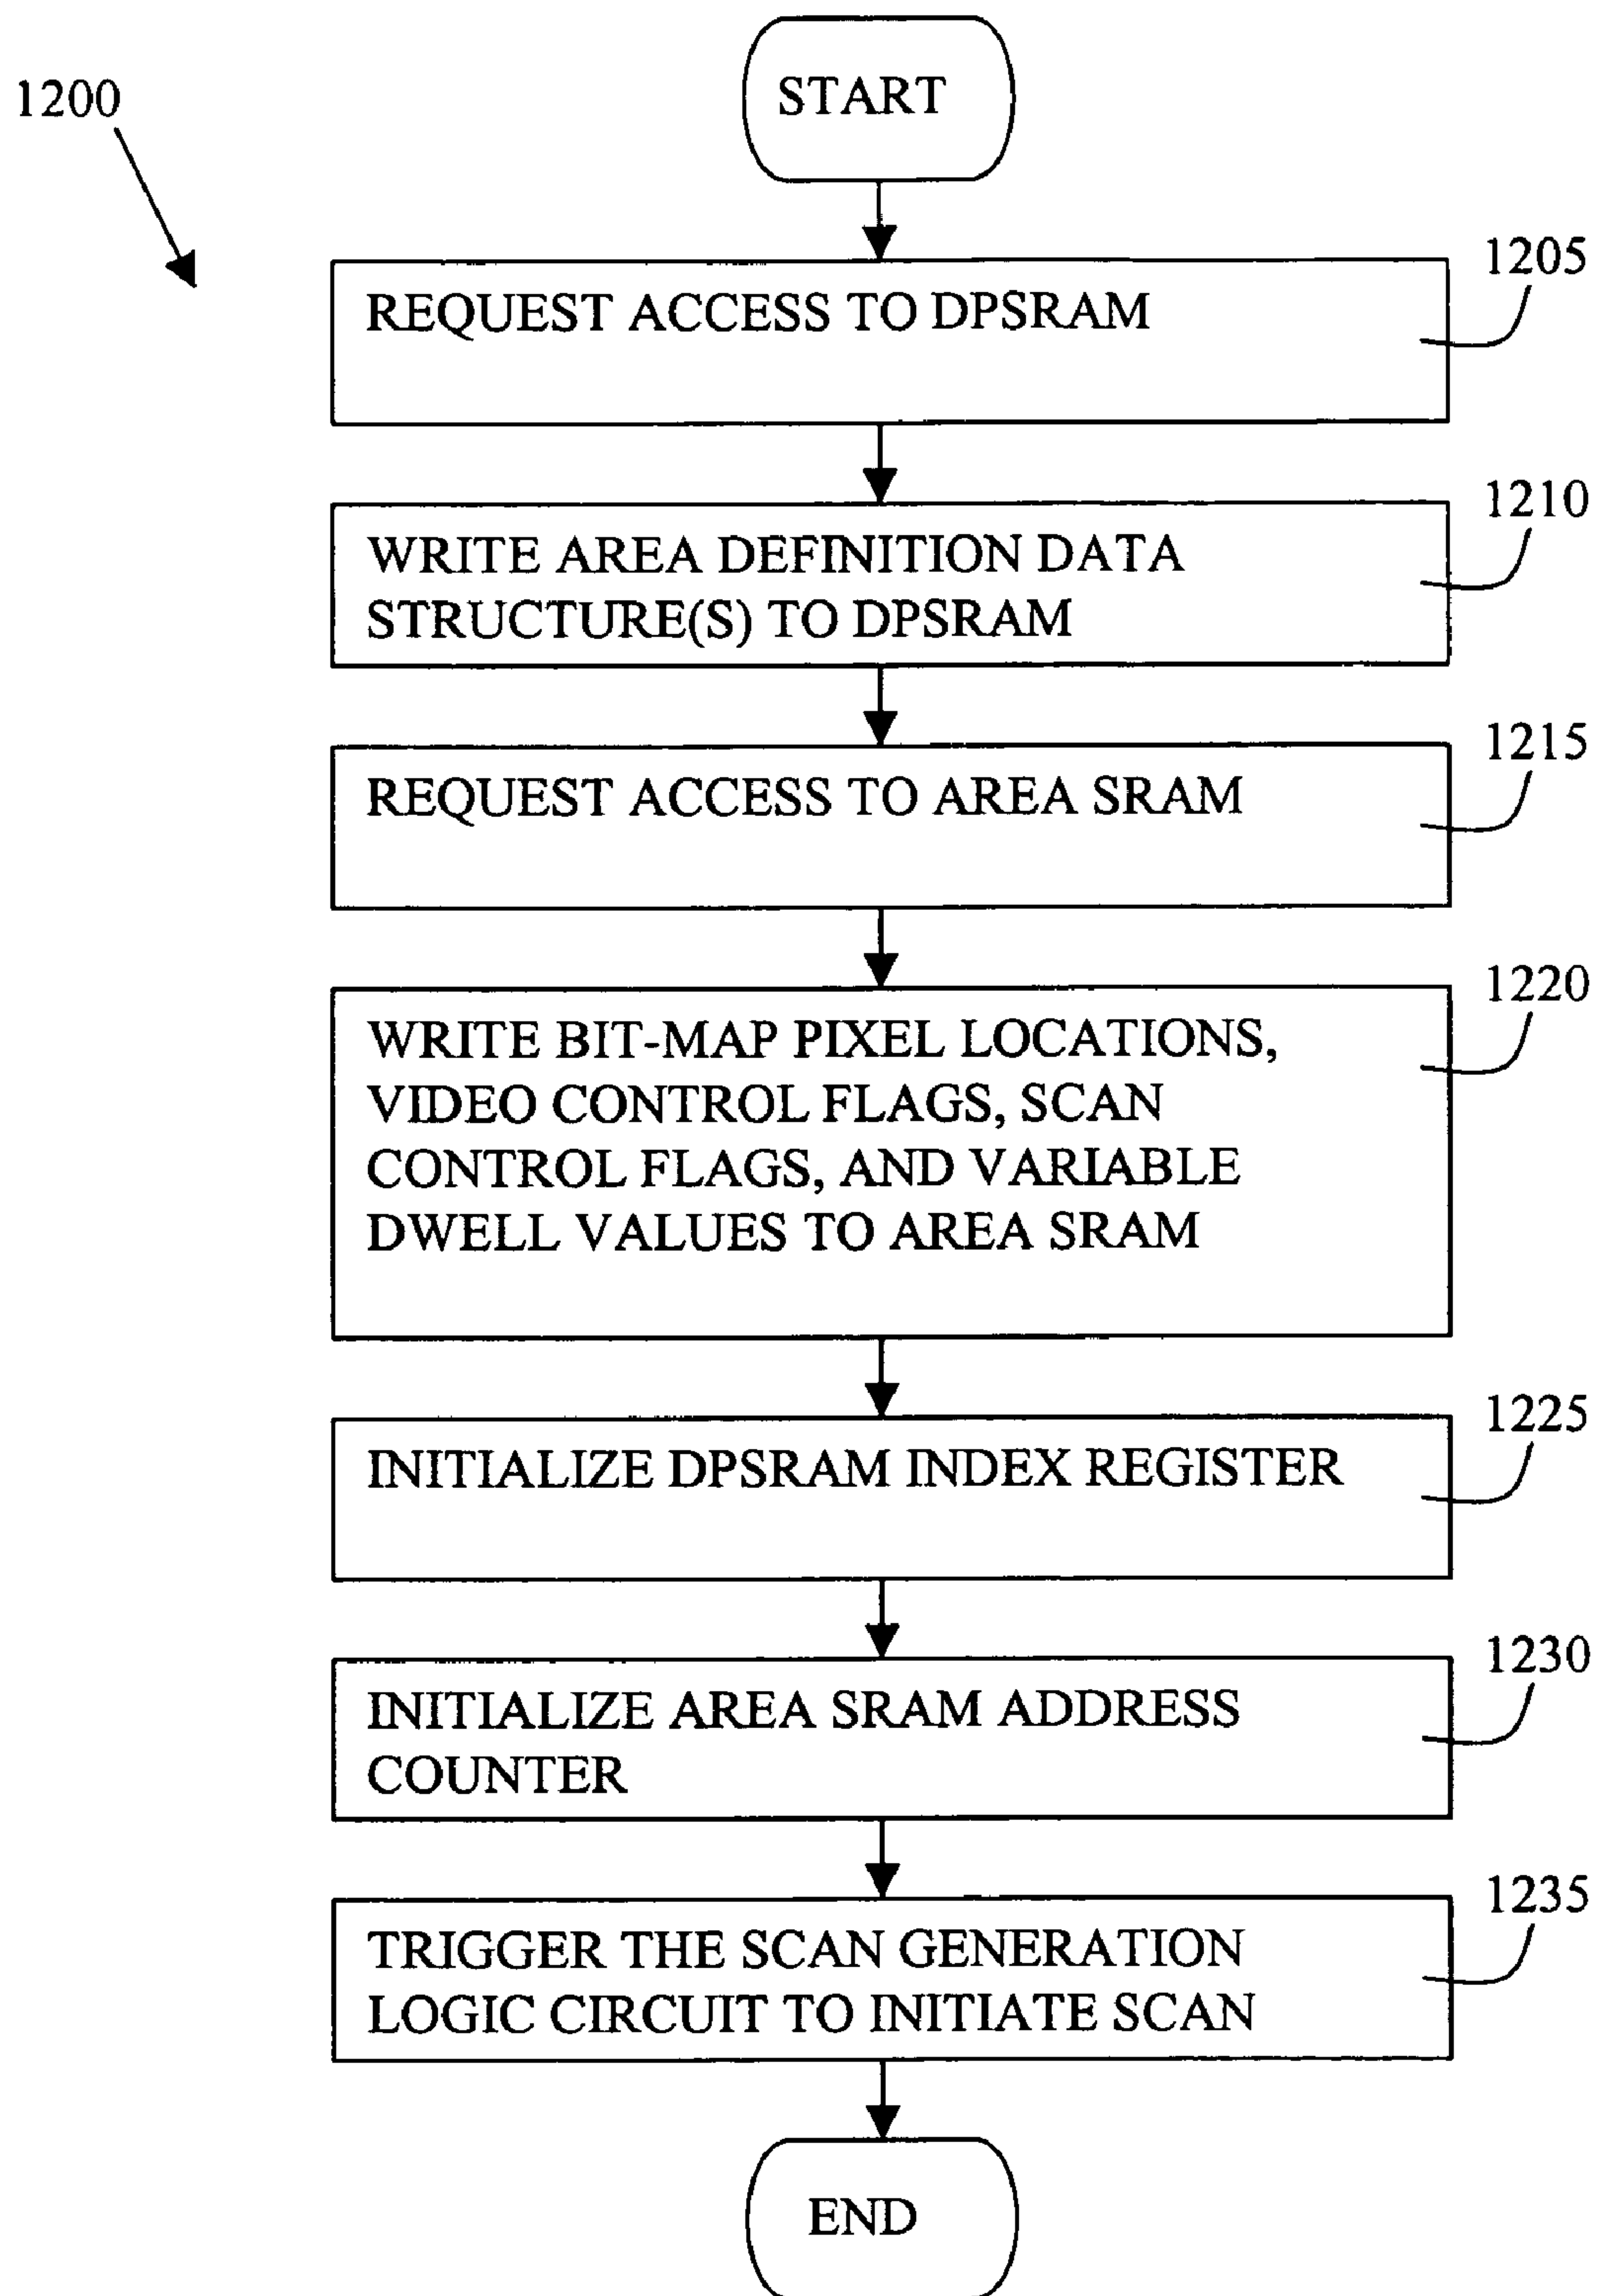 START
1200
1205
REQUEST ACCESS TO DPSRAM
1210
WRITE AREA DEFINITION DATA
STRUCTURE(S) TO DPSRAM
1215
REQUEST ACCESS TO AREA SRAM
1220
WRITE BIT-MAP PIXEL LOCATIONS,
VIDEO CONTROL FLAGS, SCAN
CONTROL FLAGS, AND VARIABLE
DWELL VALUES TO AREA SRAM
1225
INITIALIZE DPSRAM INDEX REGISTER
1230
INITIALIZE AREA SRAM ADDRESS
COUNTER
1235
TRIGGER THE SCAN GENERATION
LOGIC CIRCUIT TO INITIATE SCAN
END